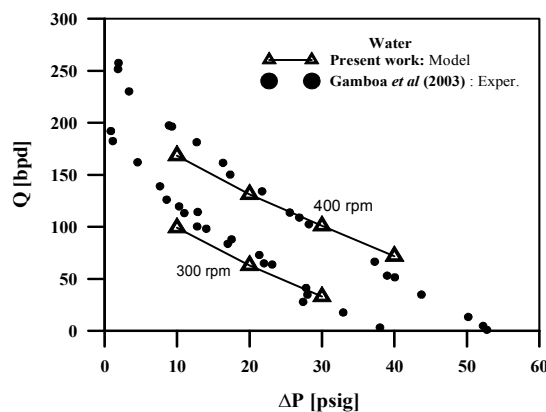 300
250
200
150
100
50
0
Q [bpd]
Water
Present work: Model
Gamboa et al (2003) : Exper.
400 rpm
300 rpm
0 10 20 30 40 50 60
ΔP [psig]